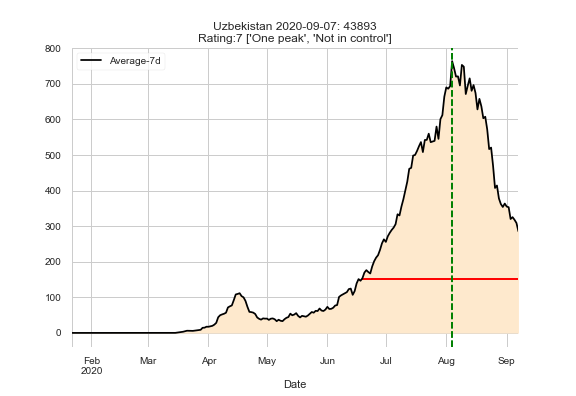 Uzbekistan 2020-09-07: 43893
Rating:7 ['One peak', 'Not in control']
Average-7d
800
700
600
500
400
300
200
100
0
Feb Mar Apr May Jun Jul Aug Sep
2020
Date